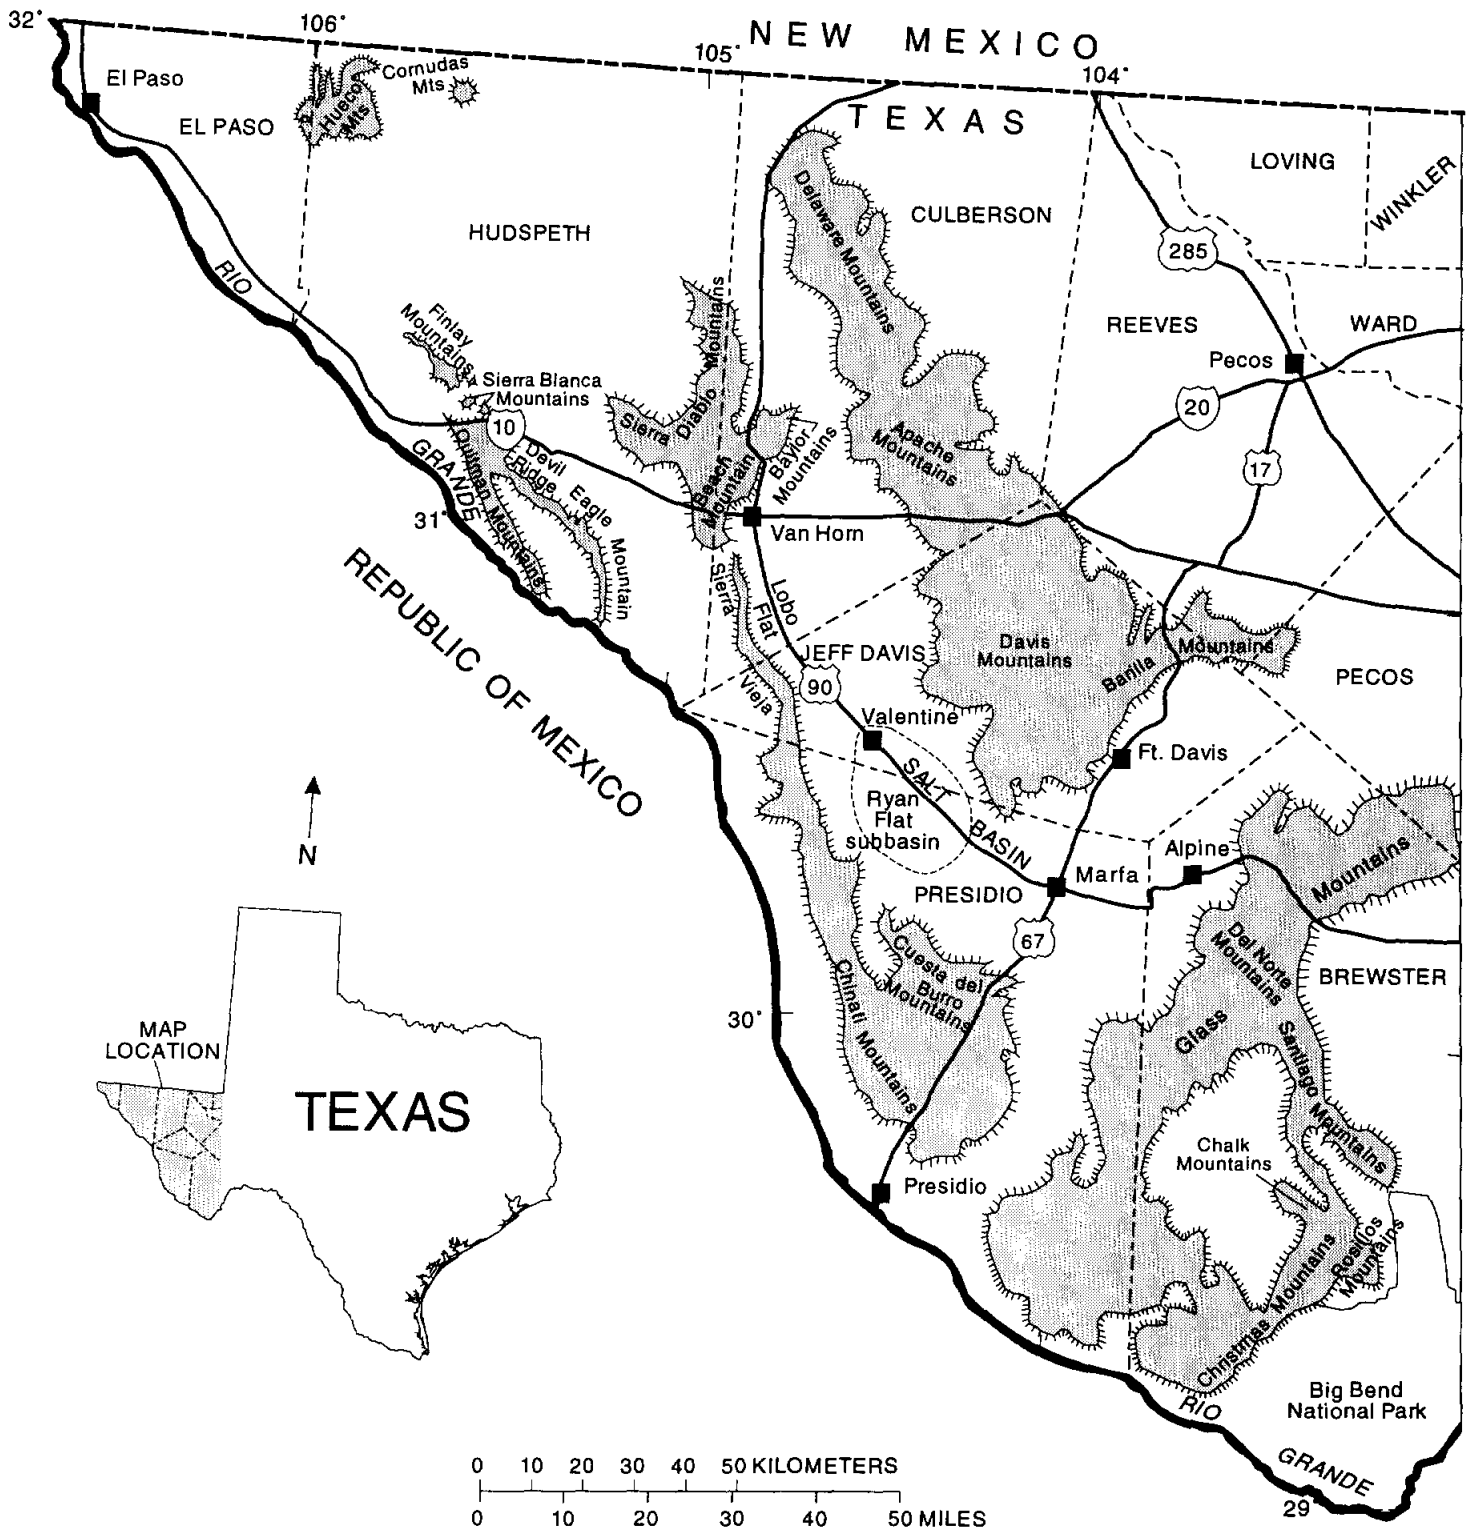 32°
106°
105°
NEW MEXICO
104°
El Paso
Cornudas
Mts
Hueco
Mts
EL PASO
TEXAS
LOVING
WINKLER
Delaware Mountains
CULBERSON
HUDSPETH
285
RIO
Finlay
Mountains
Mountains
REEVES
WARD
Pecos
Sierra Blanca
Mountains
Sierra
Diablo
20
10
GRANDE
Quitman
Mountains
Devil
Ridge
Eagle
Mountain
Beach
Mountain
Baylor
Mountains
Apache
Mountains
17
31°
Van Horn
REPUBLIC OF MEXICO
Sierra
Vieja
Lobo
Flat
JEFF DAVIS
Davis
Mountains
Barilla
Mountains
PECOS
90
Valentine
Ft. Davis
SALT
BASIN
Ryan
Flat
subbasin
N
Alpine
Marfa
PRESIDIO
Mountains
67
Cuesta del
Burro
Mountains
Chinati Mountains
Del Norte
Mountains
BREWSTER
30°
Glass
Santiago
Mountains
MAP
LOCATION
TEXAS
Chalk
Mountains
Presidio
Rosillos
Mountains
Christmas
Mountains
Big Bend
National Park
RIO
GRANDE
29°
0 10 20 30 40 50 KILOMETERS
0 10 20 30 40 50 MILES